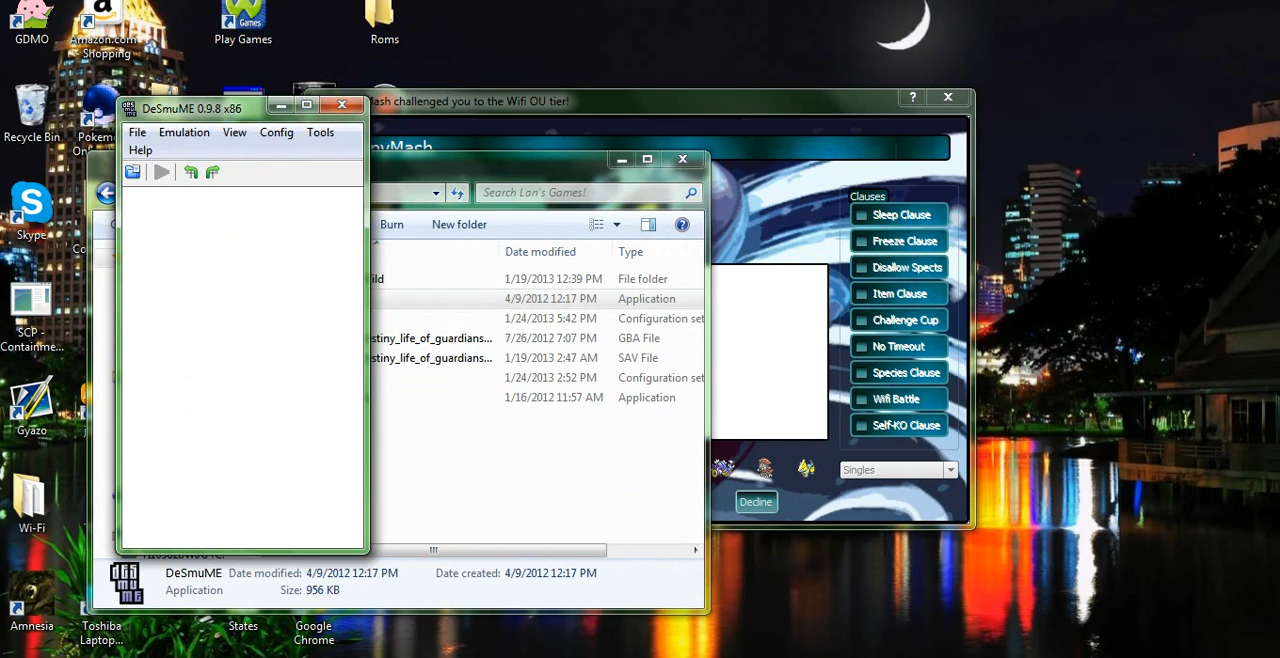 GDMO
Amazon.com
Shopping
Games
Play Games
Roms
Recycle Bin
Skype
SCP -
Containme...
Gyazo
Wi-Fi
Amnesia
Toshiba
Laptop...
States
Google
Chrome
DeSmuME 0.9.8 x86
File Emulation View Config Tools
Help
challenged you to the Wifi OU tier!
?
Search Lan's Games!
Burn New folder
Date modified Type
1/19/2013 12:39 PM File folder
4/9/2012 12:17 PM Application
1/24/2013 5:42 PM Configuration set
7/26/2012 7:07 PM GBA File
1/19/2013 2:47 AM SAV File
1/24/2013 2:52 PM Configuration set
1/16/2012 11:57 AM Application
DeSmuME Date modified: 4/9/2012 12:17 PM Date created: 4/9/2012 12:17 PM
Application Size: 956 KB
Clauses
Sleep Clause
Freeze Clause
Disallow Spects
Item Clause
Challenge Cup
No Timeout
Species Clause
Wifi Battle
Self-KO Clause
Singles
Decline